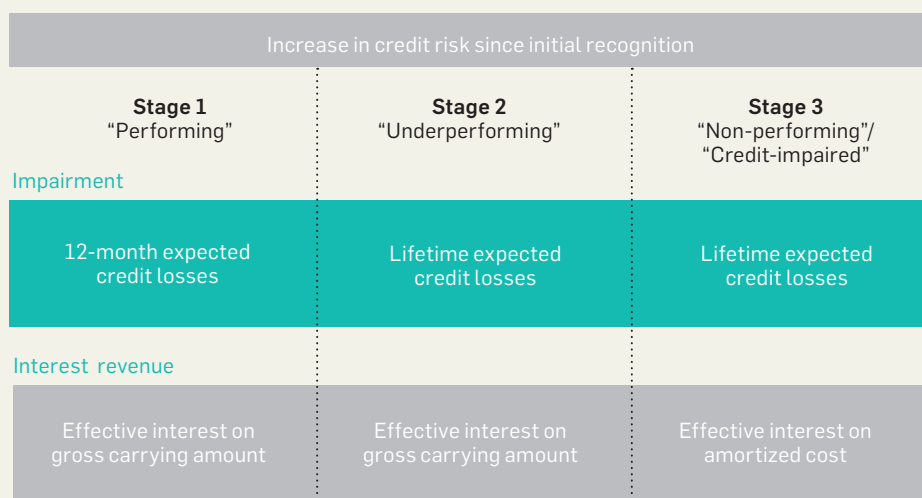 Increase in credit risk since initial recognition
Stage 1
“Performing”
Stage 2
“Underperforming”
Stage 3
“Non-performing”/
“Credit-impaired”
Impairment
12-month expected
credit losses
Lifetime expected
credit losses
Lifetime expected
credit losses
Interest revenue
Effective interest on
gross carrying amount
Effective interest on
gross carrying amount
Effective interest on
amortized cost